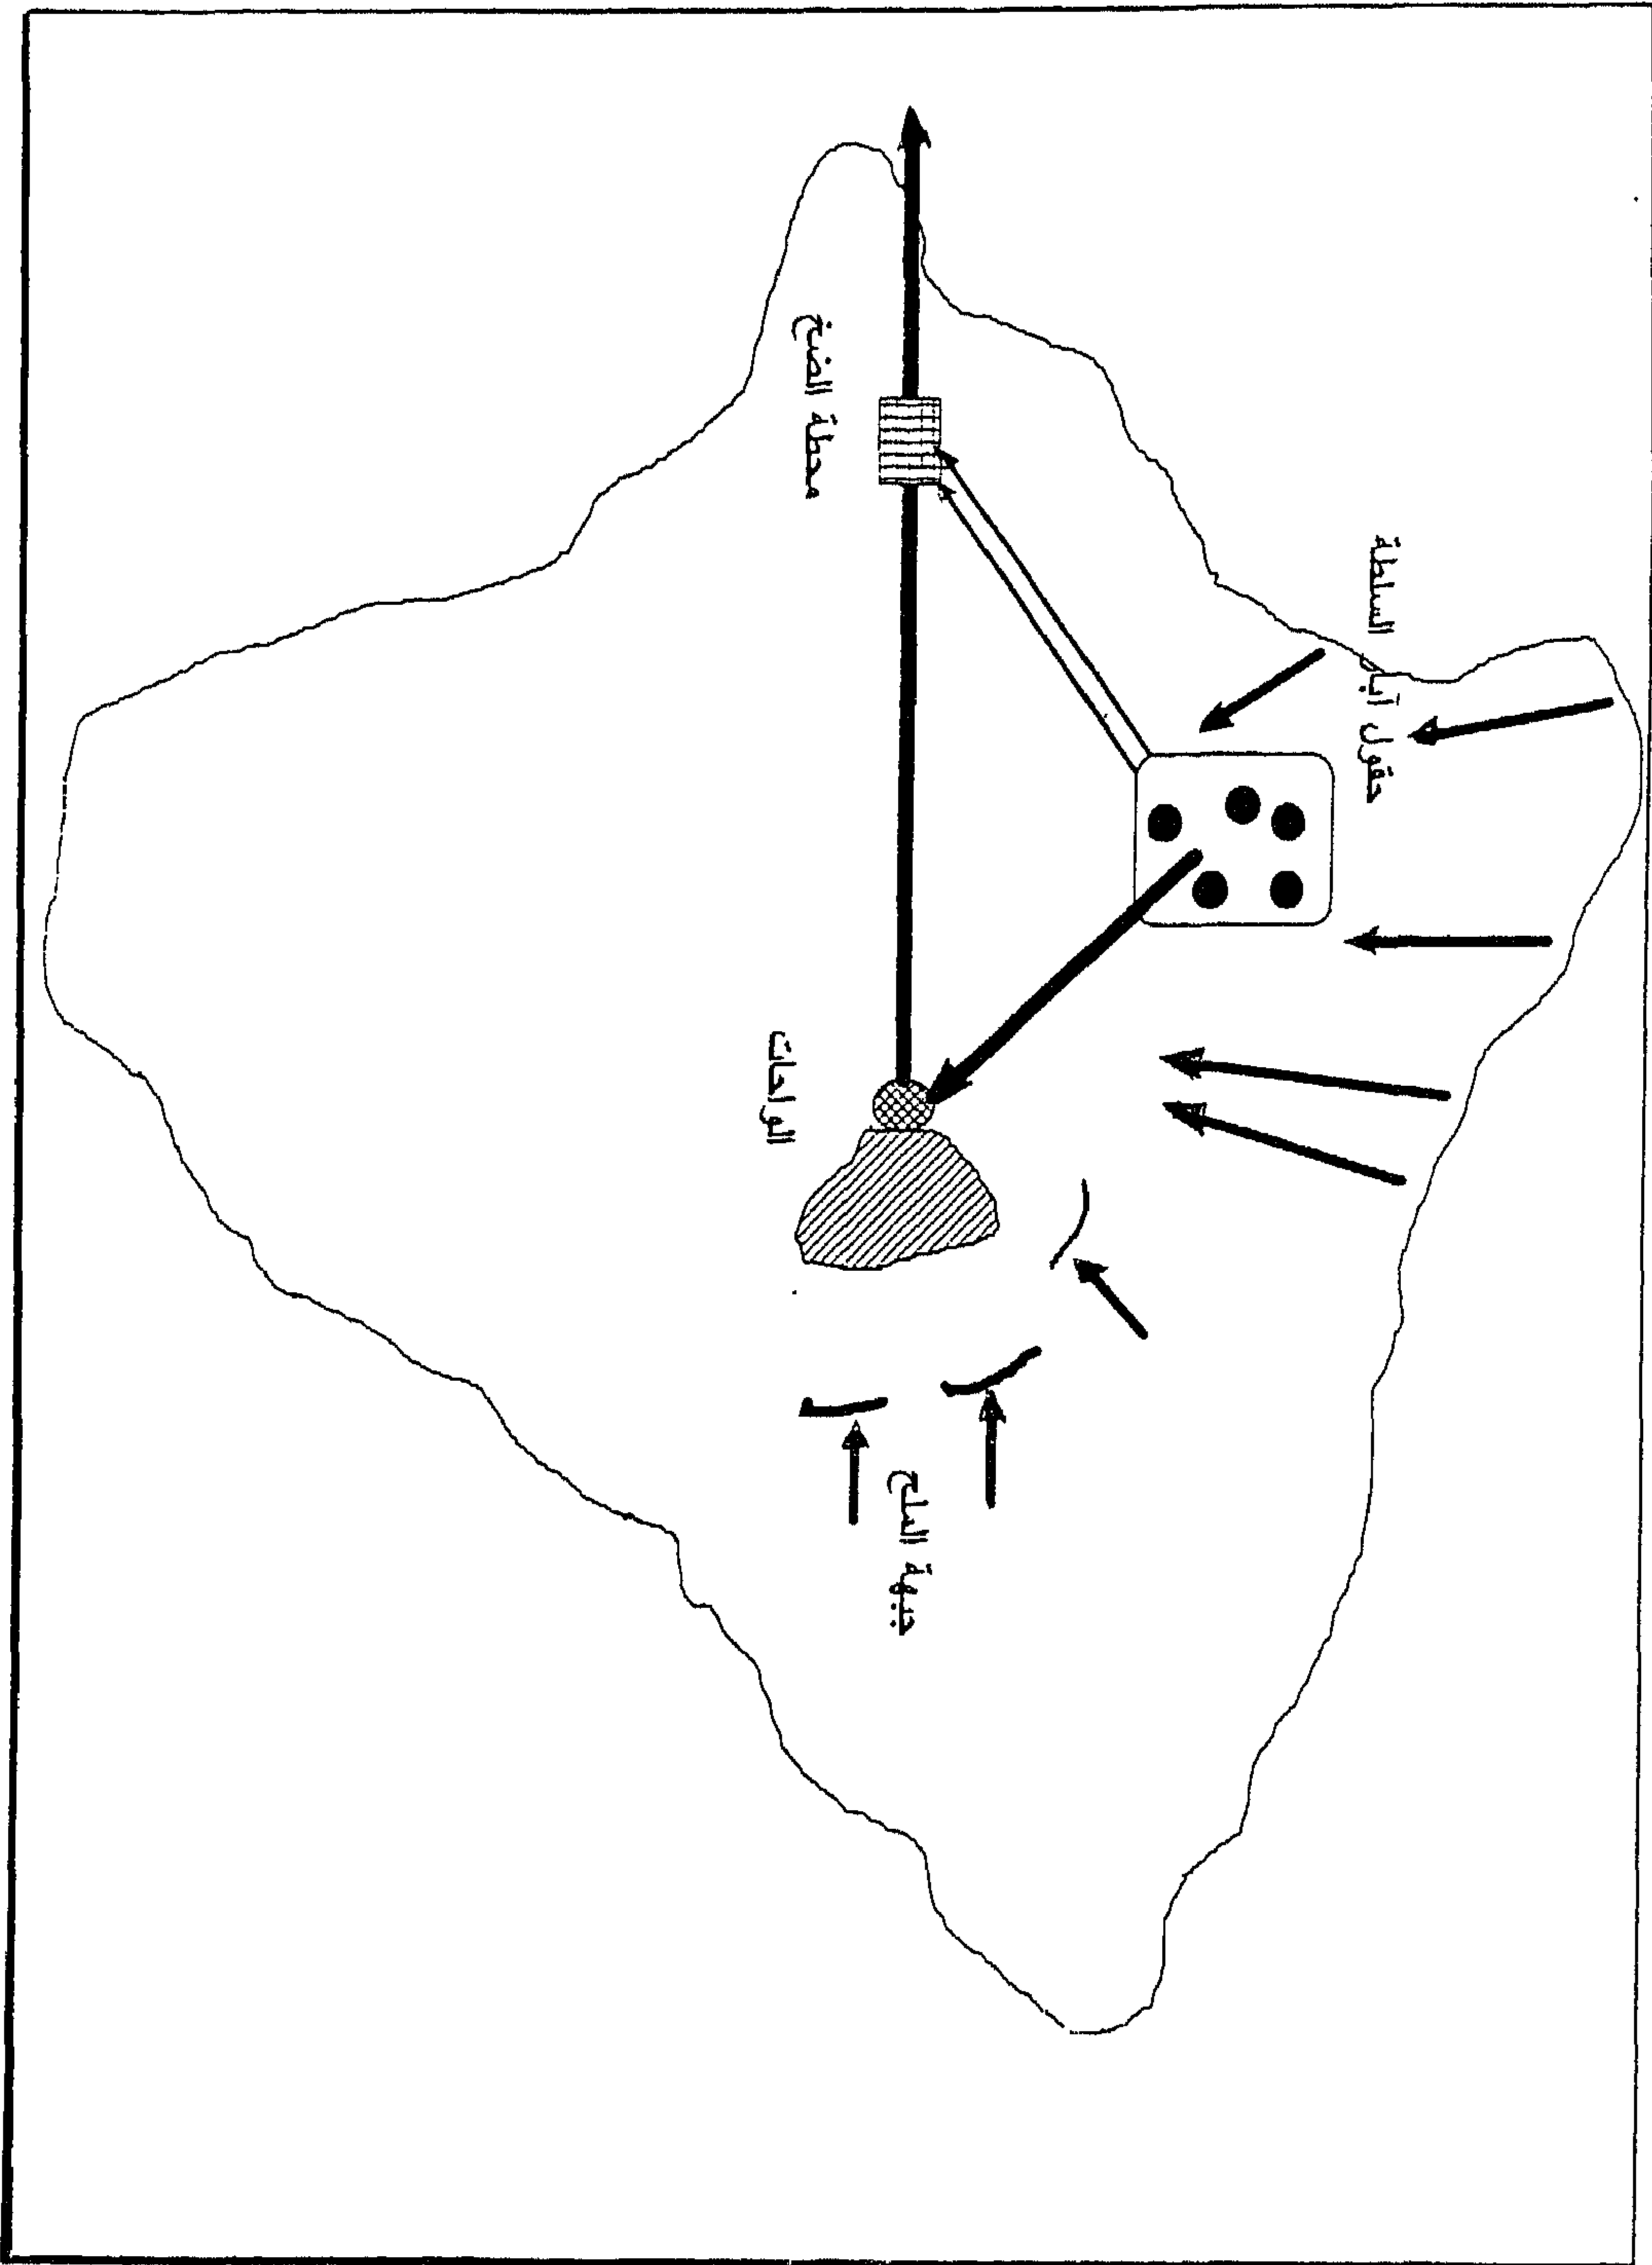 حقول آبار السلطة
محطة الضخ
الواحات
جبهة الملح